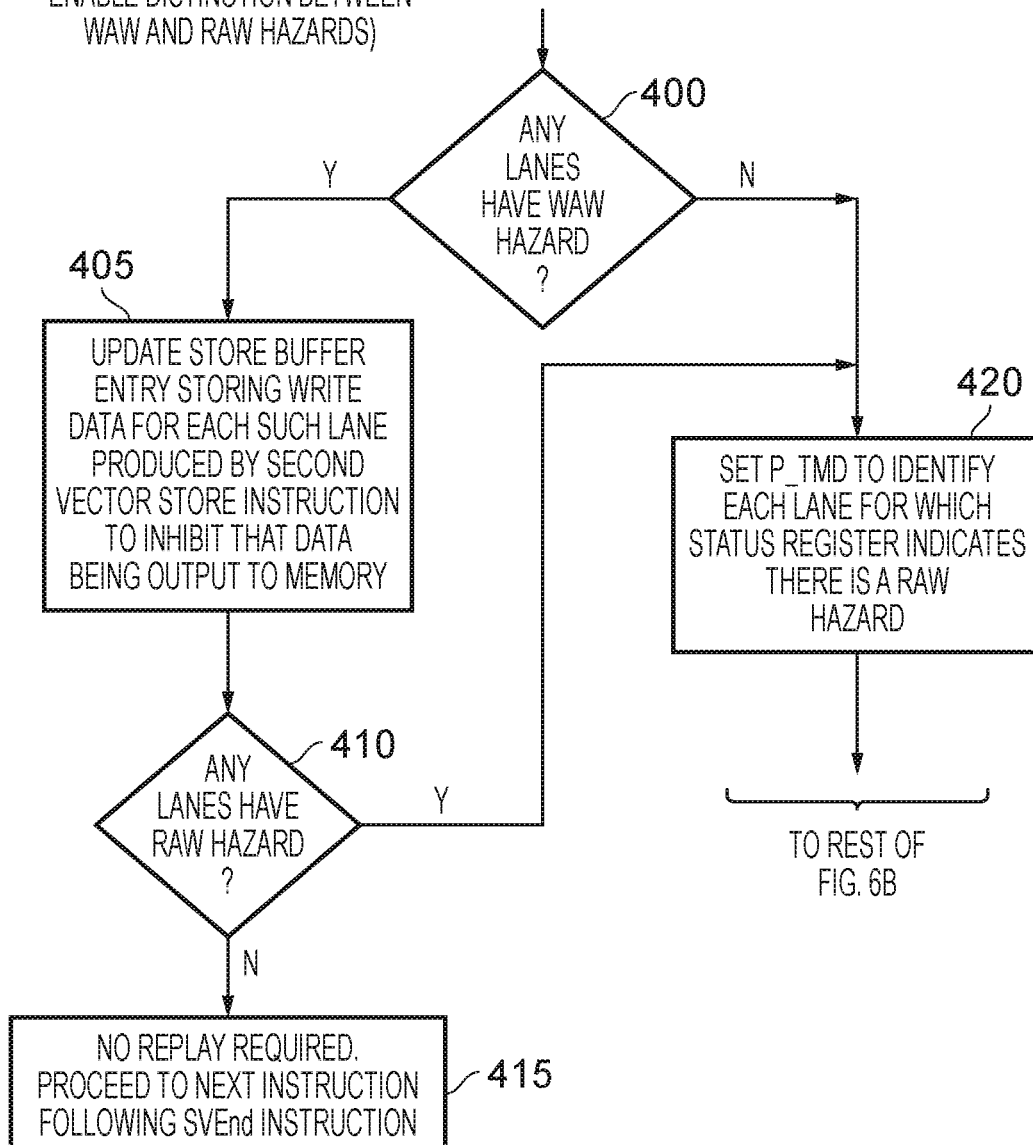 ENABLE DISTINCTION BETWEEN
WAW AND RAW HAZARDS)
400
ANY
LANES
HAVE WAW
HAZARD
?
Y
N
405
UPDATE STORE BUFFER
ENTRY STORING WRITE
DATA FOR EACH SUCH LANE
PRODUCED BY SECOND
VECTOR STORE INSTRUCTION
TO INHIBIT THAT DATA
BEING OUTPUT TO MEMORY
420
SET P_TMD TO IDENTIFY
EACH LANE FOR WHICH
STATUS REGISTER INDICATES
THERE IS A RAW
HAZARD
410
ANY
LANES HAVE
RAW HAZARD
?
Y
N
TO REST OF
FIG. 6B
NO REPLAY REQUIRED.
PROCEED TO NEXT INSTRUCTION
FOLLOWING SVEnd INSTRUCTION
415